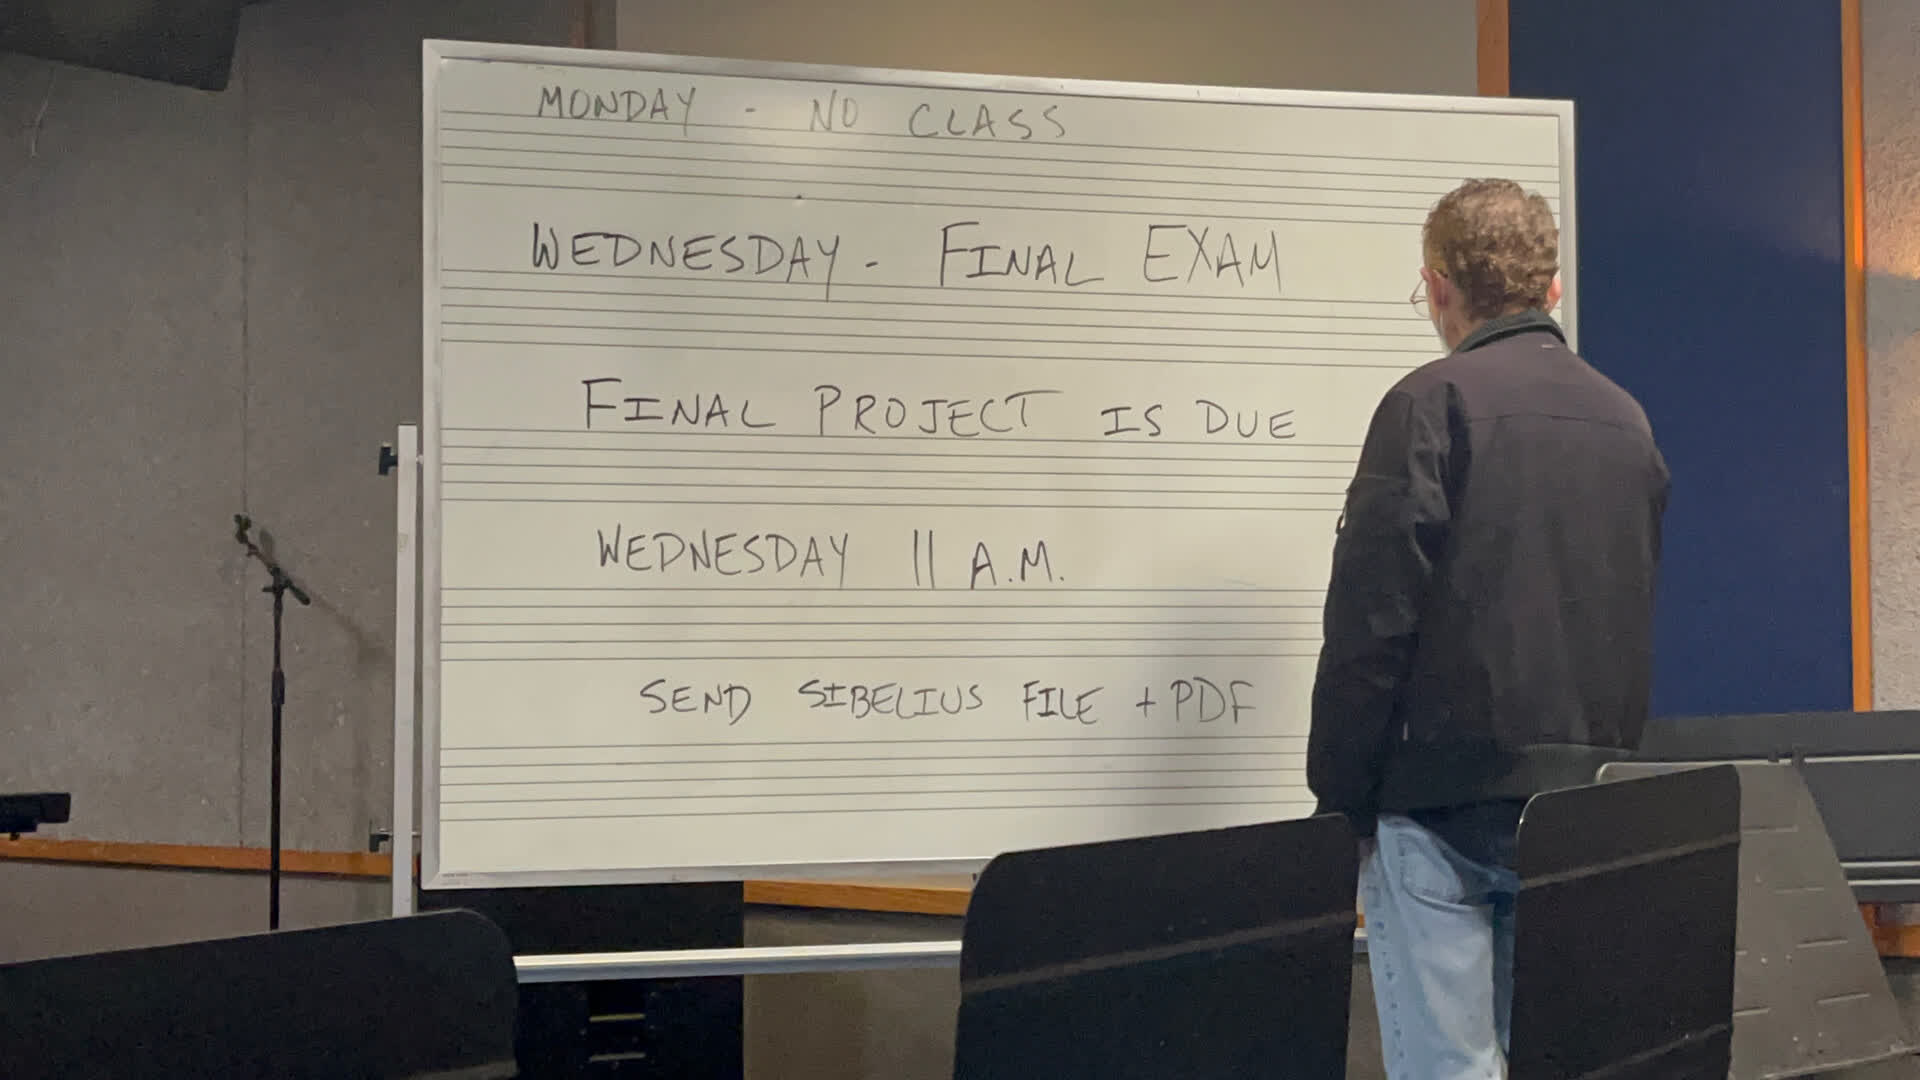 MONDAY - NO CLASS
WEDNESDAY - FINAL EXAM
FINAL PROJECT IS DUE
WEDNESDAY 11 A.M.
SEND SIBELIUS FILE + PDF